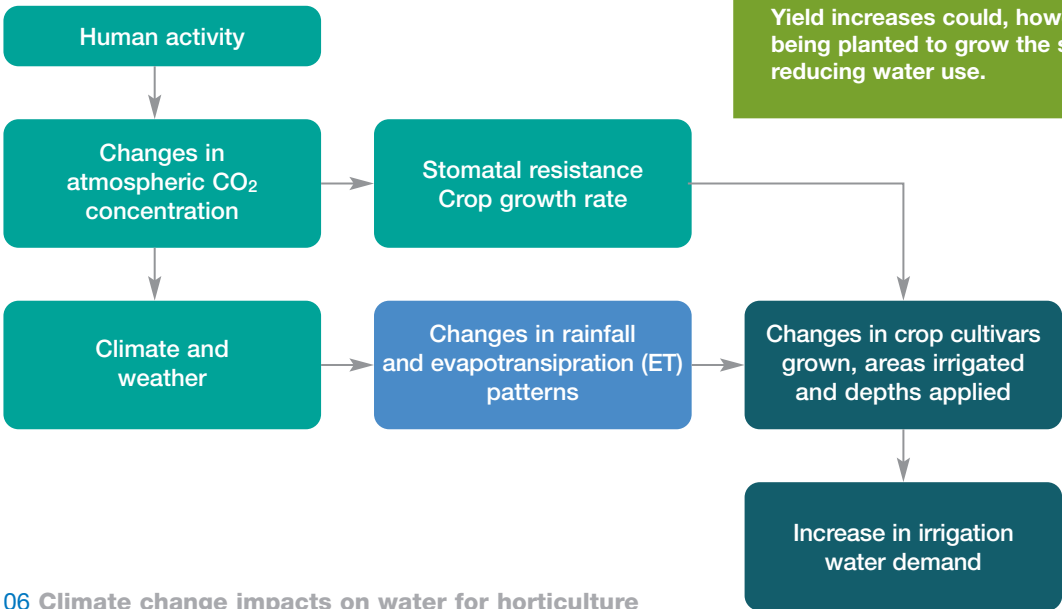 Human activity
Yield increases could, how
being planted to grow the s
reducing water use.
Changes in
atmospheric CO₂
concentration
Stomatal resistance
Crop growth rate
Climate and
weather
Changes in rainfall
and evapotransipration (ET)
patterns
Changes in crop cultivars
grown, areas irrigated
and depths applied
Increase in irrigation
water demand
06 Climate change impacts on water for horticulture